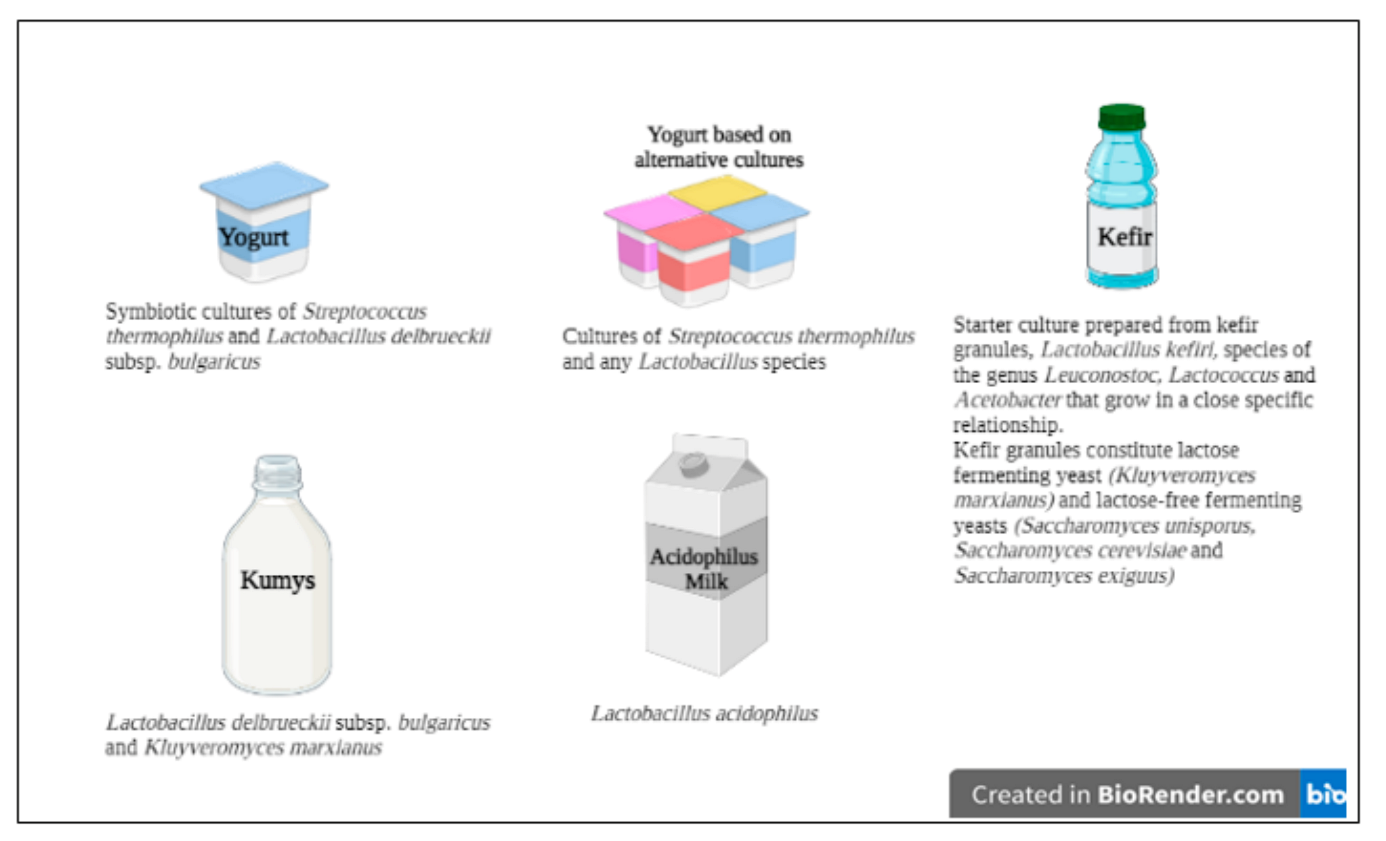 Yogurt
Symbiotic cultures of Streptococcus
thermophilus and Lactobacillus delbrueckii
subsp. bulgaricus
Yogurt based on
alternative cultures
Cultures of Streptococcus thermophilus
and any Lactobacillus species
Kefir
Starter culture prepared from kefir
granules, Lactobacillus kefiri, species of
the genus Leuconostoc, Lactococcus and
Acetobacter that grow in a close specific
relationship.
Kefir granules constitute lactose
fermenting yeast (Kluyveromyces
marxianus) and lactose-free fermenting
yeasts (Saccharomyces unisporus,
Saccharomyces cerevisiae and
Saccharomyces exiguus)
Kumys
Lactobacillus delbrueckii subsp. bulgaricus
and Kluyveromyces marxianus
Acidophilus
Milk
Lactobacillus acidophilus
Created in BioRender.com bio